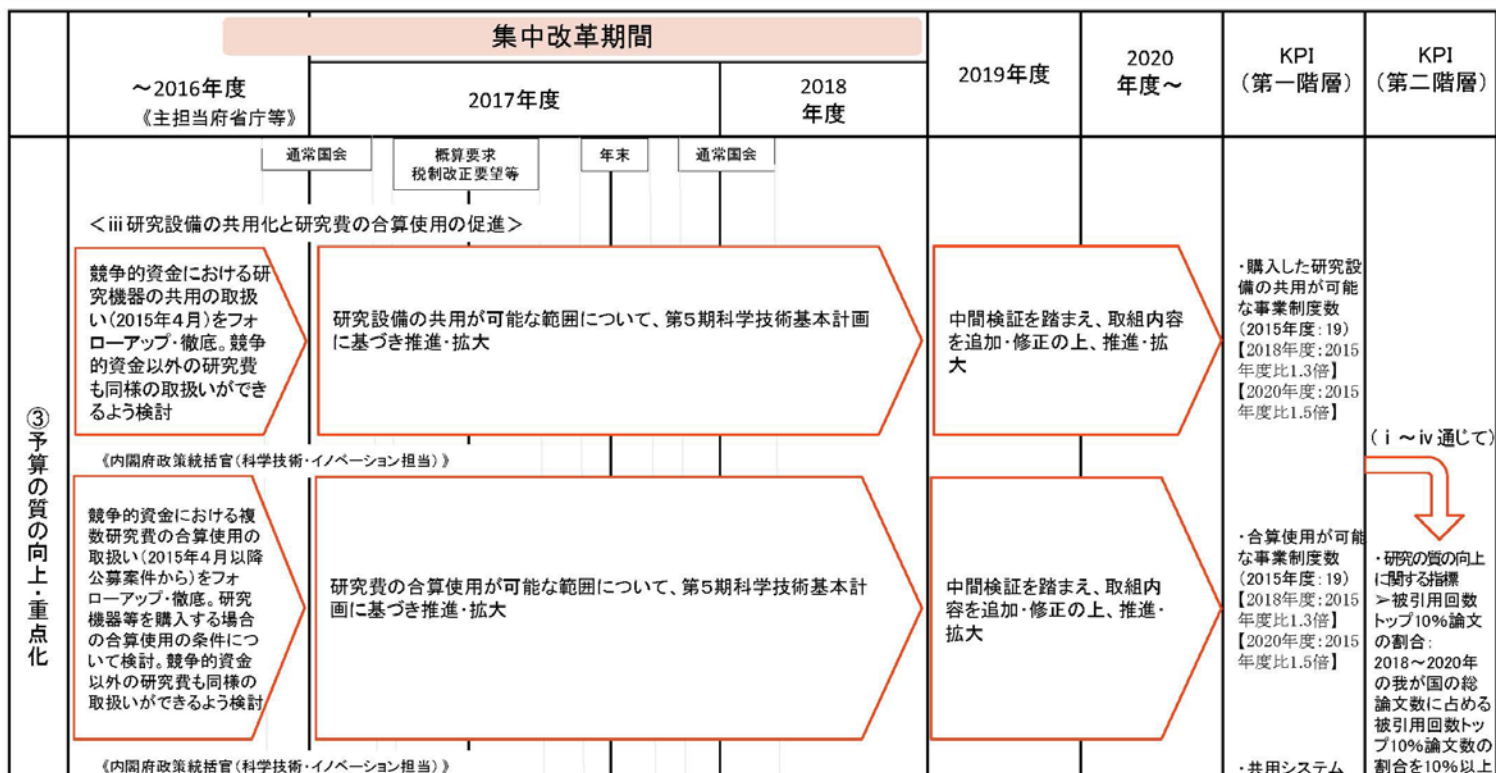 集中改革期間
~2016年度
《主担当府省庁等》
2017年度
2018
年度
2019年度
2020
年度~
KPI
(第一階層)
KPI
(第二階層)
通常国会
概算要求
税制改正要望等
年末
通常国会
③予算の質の向上・重点化
<ⅲ研究設備の共用化と研究費の合算使用の促進>
競争的資金における研
究機器の共用の取扱
い(2015年4月)をフォ
ローアップ・徹底。競争
的資金以外の研究費
も同様の取扱いができ
るよう検討
研究設備の共用が可能な範囲について、第5期科学技術基本計画
に基づき推進・拡大
中間検証を踏まえ、取組内容
を追加・修正の上、推進・拡
大
・購入した研究設
備の共用が可能
な事業制度数
(2015年度:19)
【2018年度:2015
年度比1.3倍】
【2020年度:2015
年度比1.5倍】
《内閣府政策統括官(科学技術・イノベーション担当)》
(ⅰ~ⅳ通じて)
競争的資金における複
数研究費の合算使用の
取扱い(2015年4月以降
公募案件から)をフォ
ローアップ・徹底。研究
機器等を購入する場合
の合算使用の条件につ
いて検討。競争的資金
以外の研究費も同様の
取扱いができるよう検討
研究費の合算使用が可能な範囲について、第5期科学技術基本計
画に基づき推進・拡大
中間検証を踏まえ、取組内
容を追加・修正の上、推進・
拡大
・合算使用が可能
な事業制度数
(2015年度:19)
【2018年度:2015
年度比1.3倍】
【2020年度:2015
年度比1.5倍】
・研究の質の向上
に関する指標
➢被引用回数
トップ10%論文
の割合:
2018~2020年
の我が国の総
論文数に占める
被引用回数トッ
プ10%論文数の
割合を10%以上
《内閣府政策統括官(科学技術・イノベーション担当)》
・共用システム